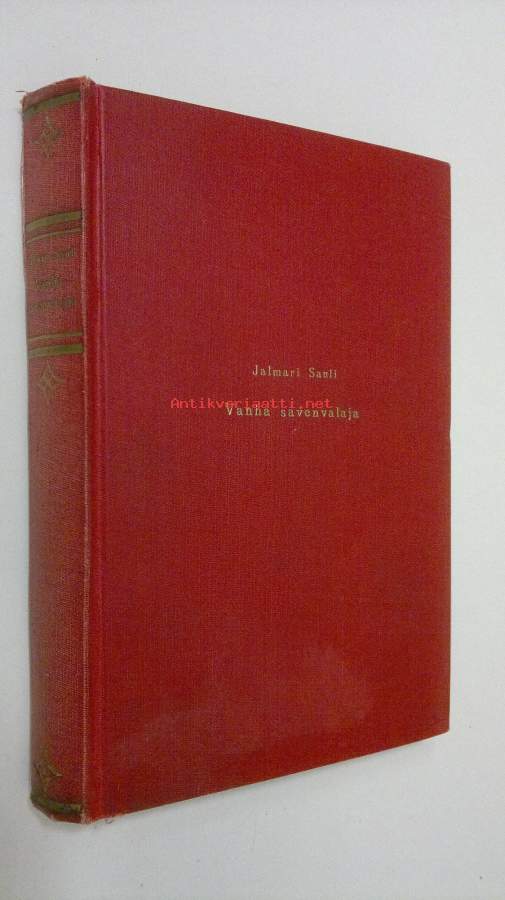 Jalmari Sauli
Antikvariaatti.net
Vanha savenvalaja